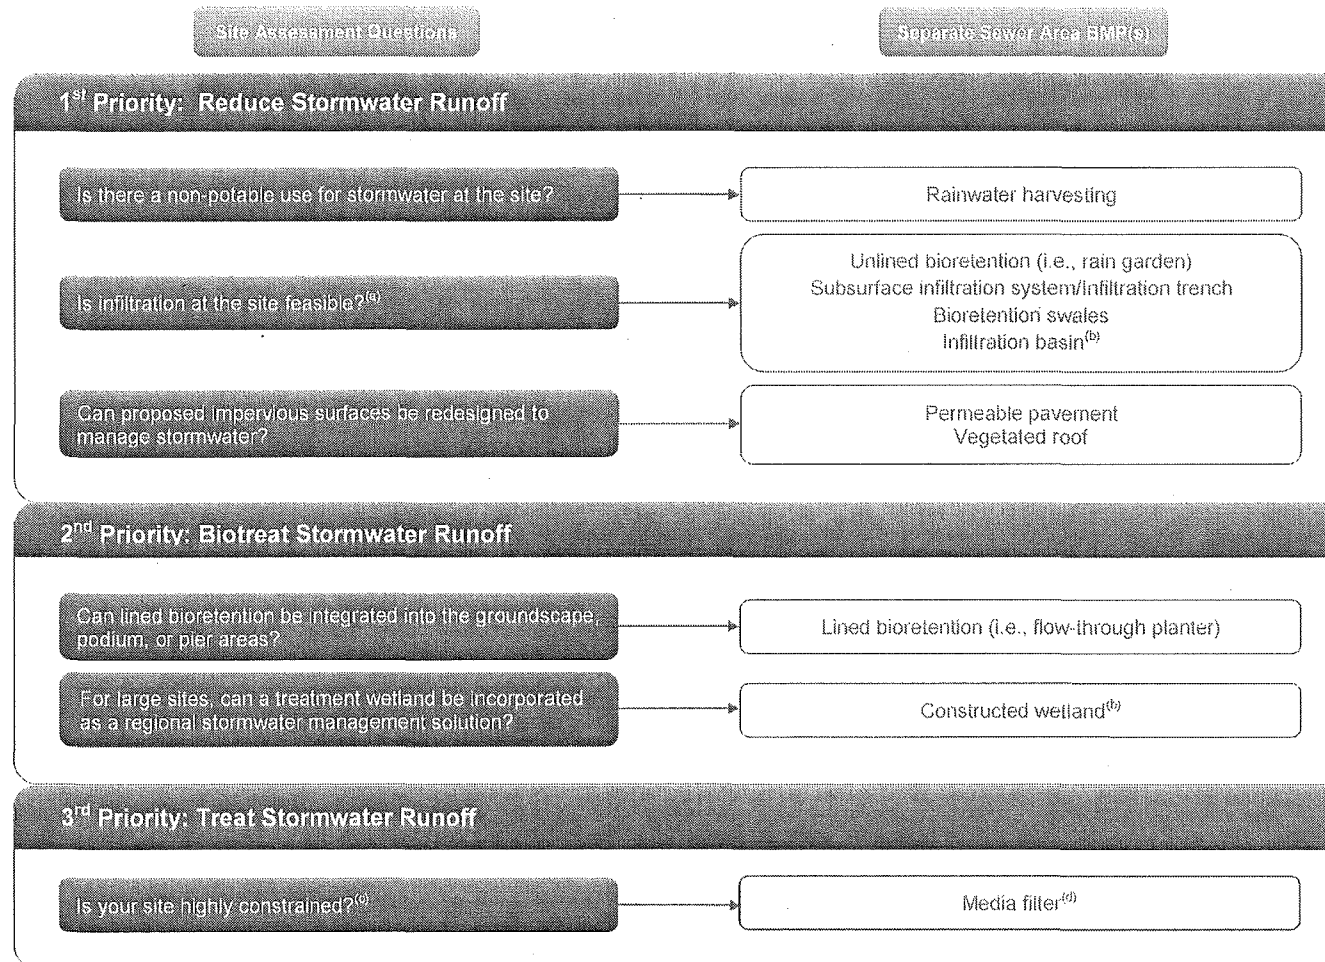 Site Assessment Questions
Separate Sewer Area BMP(s)
1st Priority: Reduce Stormwater Runoff
Is there a non-potable use for stormwater at the site?
Rainwater harvesting
Is infiltration at the site feasible?(a)
Unlined bioretention (i.e., rain garden)
Subsurface infiltration system/Infiltration trench
Bioretention swales
Infiltration basin(b)
Can proposed impervious surfaces be redesigned to
manage stormwater?
Permeable pavement
Vegetated roof
2nd Priority: Biotreat Stormwater Runoff
Can lined bioretention be integrated into the groundscape,
podium, or pier areas?
Lined bioretention (i.e., flow-through planter)
For large sites, can a treatment wetland be incorporated
as a regional stormwater management solution?
Constructed wetland(b)
3rd Priority: Treat Stormwater Runoff
Is your site highly constrained?(c)
Media filter(d)